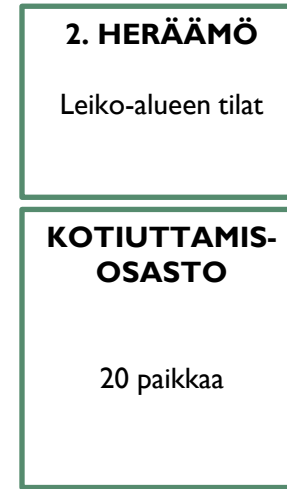 2. HERÄÄMÖ
Leiko-alueen tilat
KOTIUTTAMIS-
OSASTO
20 paikkaa